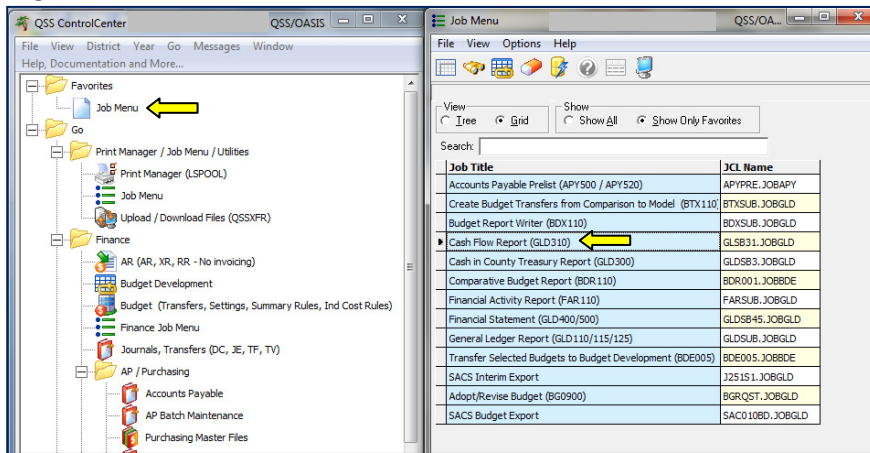 QSS ControlCenter QSS/OASIS
File View District Year Go Messages Window
Help, Documentation and More...
Favorites
Job Menu
Go
Print Manager / Job Menu / Utilities
Print Manager (LSPOOL)
Job Menu
Upload / Download Files (QSSXFR)
Finance
AR (AR, XR, RR - No invoicing)
Budget Development
Budget (Transfers, Settings, Summary Rules, Ind Cost Rules)
Finance Job Menu
Journals, Transfers (DC, JE, TF, TV)
AP / Purchasing
Accounts Payable
AP Batch Maintenance
Purchasing Master Files
Job Menu QSS/OA...
File View Options Help
View Show
Tree Grid Show All Show Only Favorites
Search:
Job Title JCL Name
Accounts Payable Prelist (APY500 / APY520) APYPRE.JOBAPY
Create Budget Transfers from Comparison to Model (BTX110) BTXSUB.JOBGLD
Budget Report Writer (BDX110) BDXSUB.JOBGLD
Cash Flow Report (GLD310) GLSB31.JOBGLD
Cash in County Treasury Report (GLD300) GLDSB3.JOBGLD
Comparative Budget Report (BDR110) BDR001.JOBBDE
Financial Activity Report (FAR110) FARSUB.JOBGLD
Financial Statement (GLD400/500) GLDSB45.JOBGLD
General Ledger Report (GLD110/115/125) GLDSUB.JOBGLD
Transfer Selected Budgets to Budget Development (BDE005) BDE005.JOBBDE
SACS Interim Export J251S1.JOBGLD
Adopt/Revise Budget (BG0900) BGRQST.JOBGLD
SACS Budget Export SAC010BD.JOBGLD